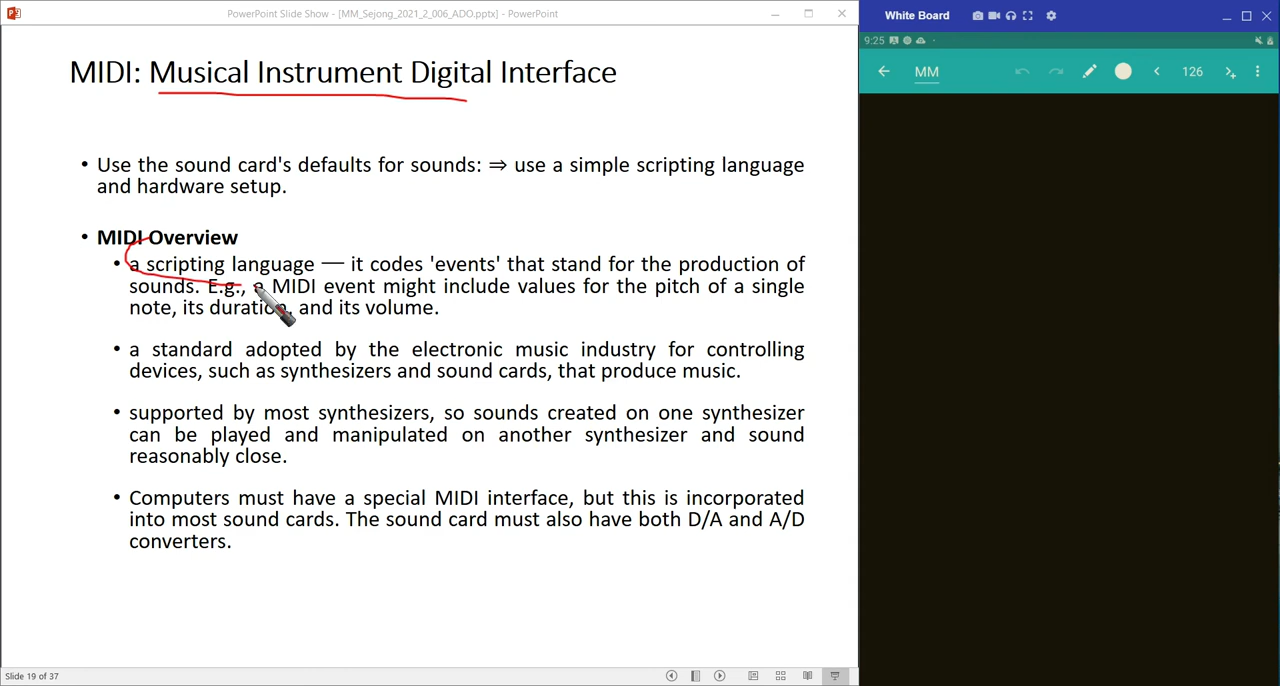 PowerPoint Slide Show - [MM_Sejong_2021_2_006_ADO.pptx] - PowerPoint
White Board
9:25
MM
126
MIDI: Musical Instrument Digital Interface
• Use the sound card's defaults for sounds: ⇒ use a simple scripting language
and hardware setup.
• MIDI Overview
• a scripting language — it codes 'events' that stand for the production of
sounds. E.g., a MIDI event might include values for the pitch of a single
note, its duration, and its volume.
• a standard adopted by the electronic music industry for controlling
devices, such as synthesizers and sound cards, that produce music.
• supported by most synthesizers, so sounds created on one synthesizer
can be played and manipulated on another synthesizer and sound
reasonably close.
• Computers must have a special MIDI interface, but this is incorporated
into most sound cards. The sound card must also have both D/A and A/D
converters.
Slide 19 of 37